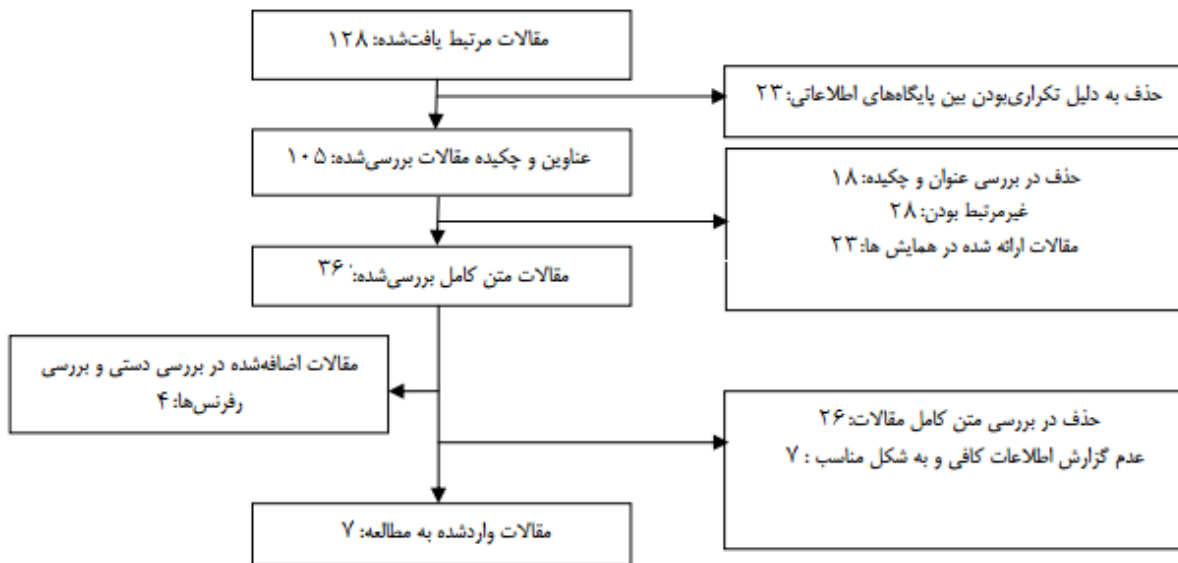 مقالات مرتبط یافت‌شده: ۱۲۸
حذف به دلیل تکراری‌بودن بین پایگاه‌های اطلاعاتی: ۲۳
عناوین و چکیده مقالات بررسی‌شده: ۱۰۵
حذف در بررسی عنوان و چکیده: ۱۸
غیرمرتبط بودن: ۲۸
مقالات ارائه شده در همایش ها: ۲۳
مقالات متن کامل بررسی‌شده: ۳۶
مقالات اضافه‌شده در بررسی دستی و بررسی
رفرنس‌ها: ۴
حذف در بررسی متن کامل مقالات: ۲۶
عدم گزارش اطلاعات کافی و به شکل مناسب : ۷
مقالات واردشده به مطالعه: ۷